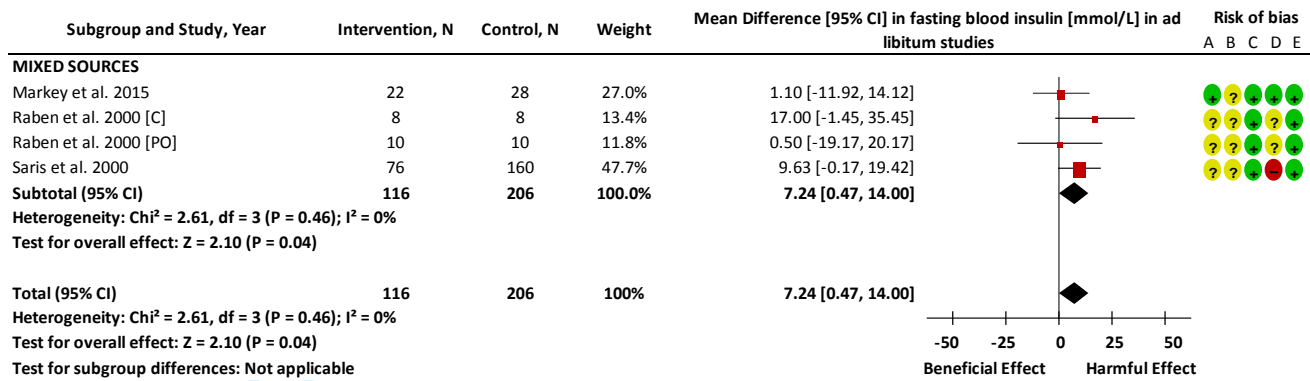 Subgroup and Study, Year Intervention, N Control, N Weight Mean Difference [95% CI] in fasting blood insulin [mmol/L] in ad libitum studies Risk of bias
A B C D E
MIXED SOURCES
Markey et al. 2015 22 28 27.0% 1.10 [-11.92, 14.12] + ? + + +
Raben et al. 2000 [C] 8 8 13.4% 17.00 [-1.45, 35.45] ? ? + ? +
Raben et al. 2000 [PO] 10 10 11.8% 0.50 [-19.17, 20.17] ? ? + ? +
Saris et al. 2000 76 160 47.7% 9.63 [-0.17, 19.42] ? ? + − +
Subtotal (95% CI) 116 206 100.0% 7.24 [0.47, 14.00]
Heterogeneity: Chi² = 2.61, df = 3 (P = 0.46); I² = 0%
Test for overall effect: Z = 2.10 (P = 0.04)
Total (95% CI) 116 206 100% 7.24 [0.47, 14.00]
Heterogeneity: Chi² = 2.61, df = 3 (P = 0.46); I² = 0%
Test for overall effect: Z = 2.10 (P = 0.04) -50 -25 0 25 50
Test for subgroup differences: Not applicable Beneficial Effect Harmful Effect